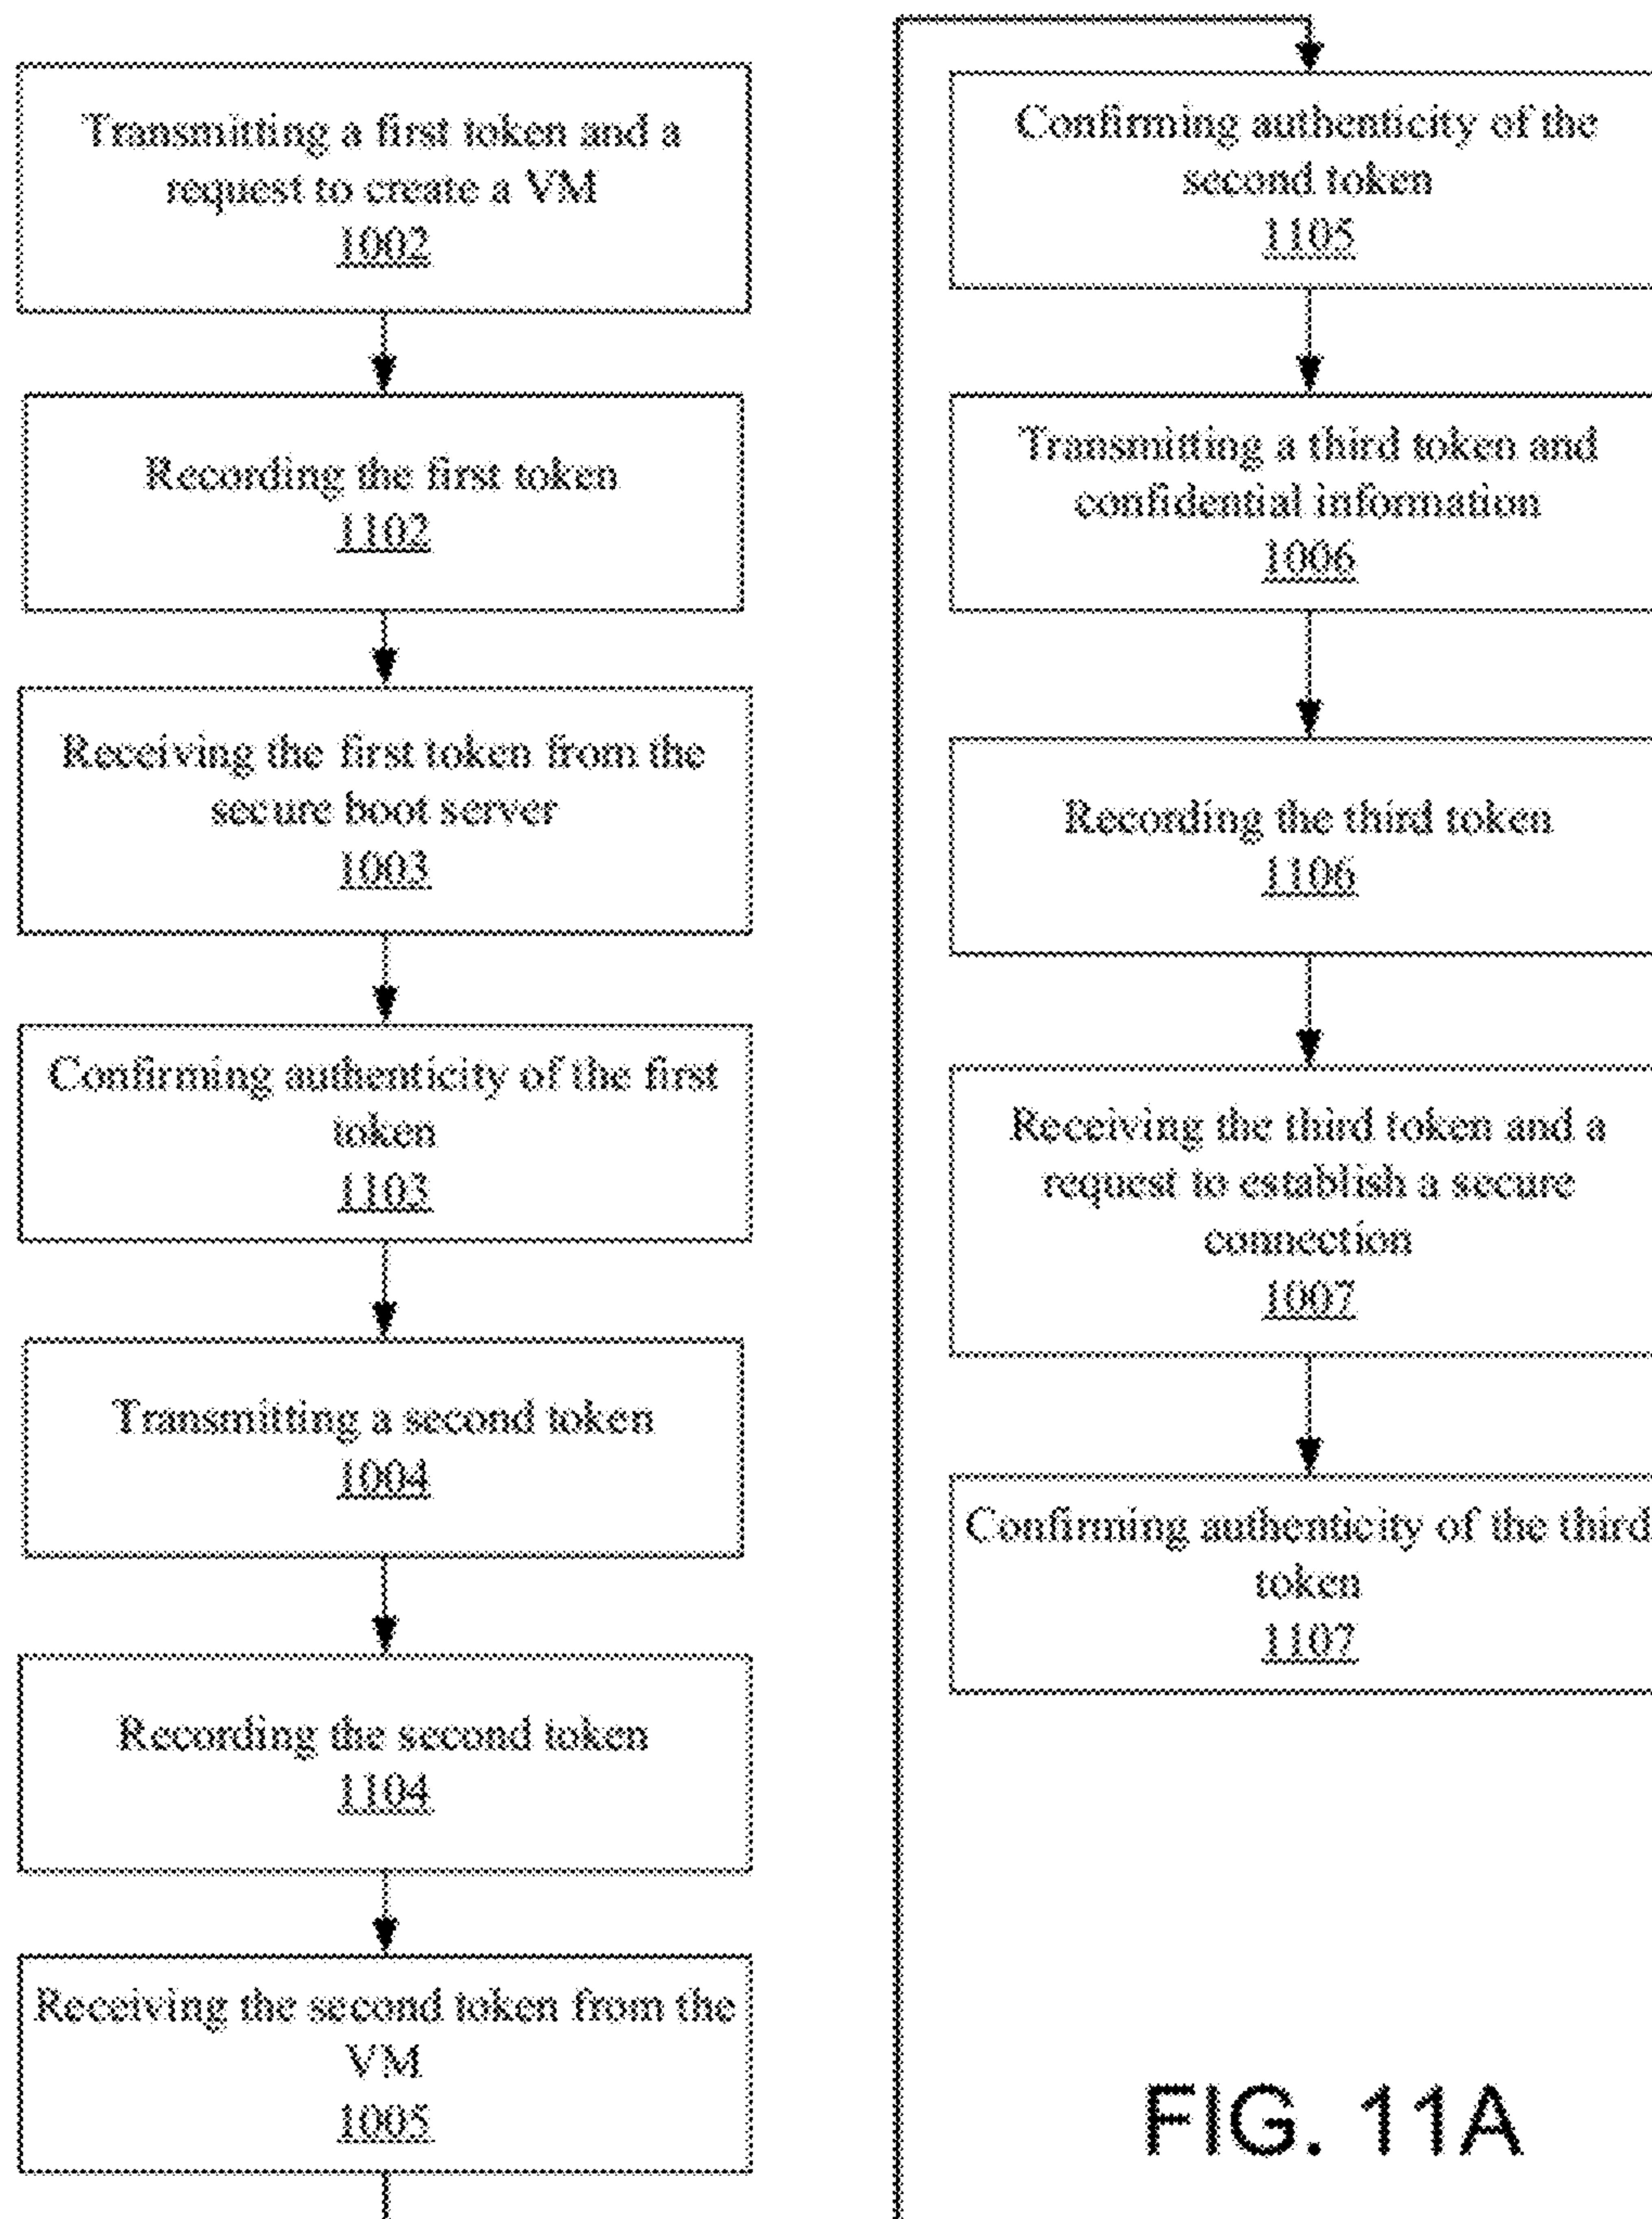 Transmitting a first token and a
request to create a VM
1002
Recording the first token
1102
Receiving the first token from the
secure boot server
1003
Confirming authenticity of the first
token
1103
Transmitting a second token
1004
Recording the second token
1104
Receiving the second token from the
VM
1005
Confirming authenticity of the
second token
1105
Transmitting a third token and
confidential information
1006
Recording the third token
1106
Receiving the third token and a
request to establish a secure
connection
1007
Confirming authenticity of the third
token
1107
FIG. 11A